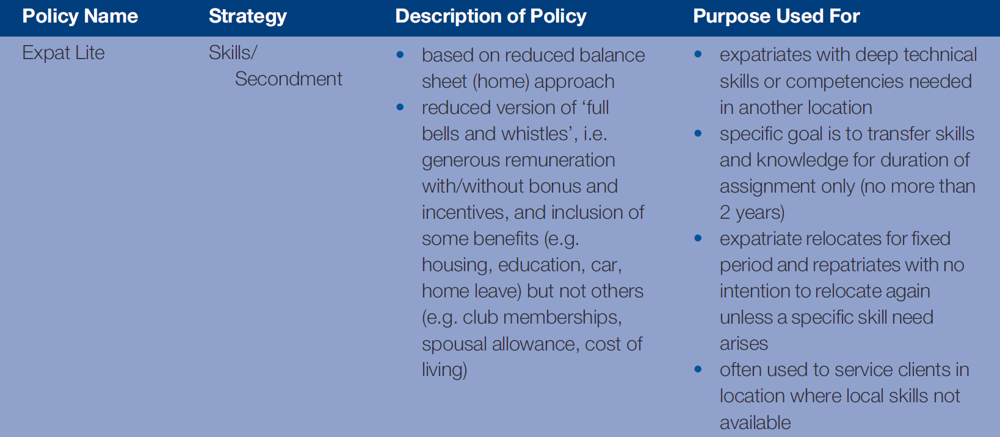 Policy Name Strategy Description of Policy Purpose Used For
Expat Lite
Skills/
Secondment
• based on reduced balance
sheet (home) approach
• reduced version of ‘full
bells and whistles’, i.e.
generous remuneration
with/without bonus and
incentives, and inclusion of
some benefits (e.g.
housing, education, car,
home leave) but not others
(e.g. club memberships,
spousal allowance, cost of
living)
• expatriates with deep technical
skills or competencies needed
in another location
• specific goal is to transfer skills
and knowledge for duration of
assignment only (no more than
2 years)
• expatriate relocates for fixed
period and repatriates with no
intention to relocate again
unless a specific skill need
arises
• often used to service clients in
location where local skills not
available